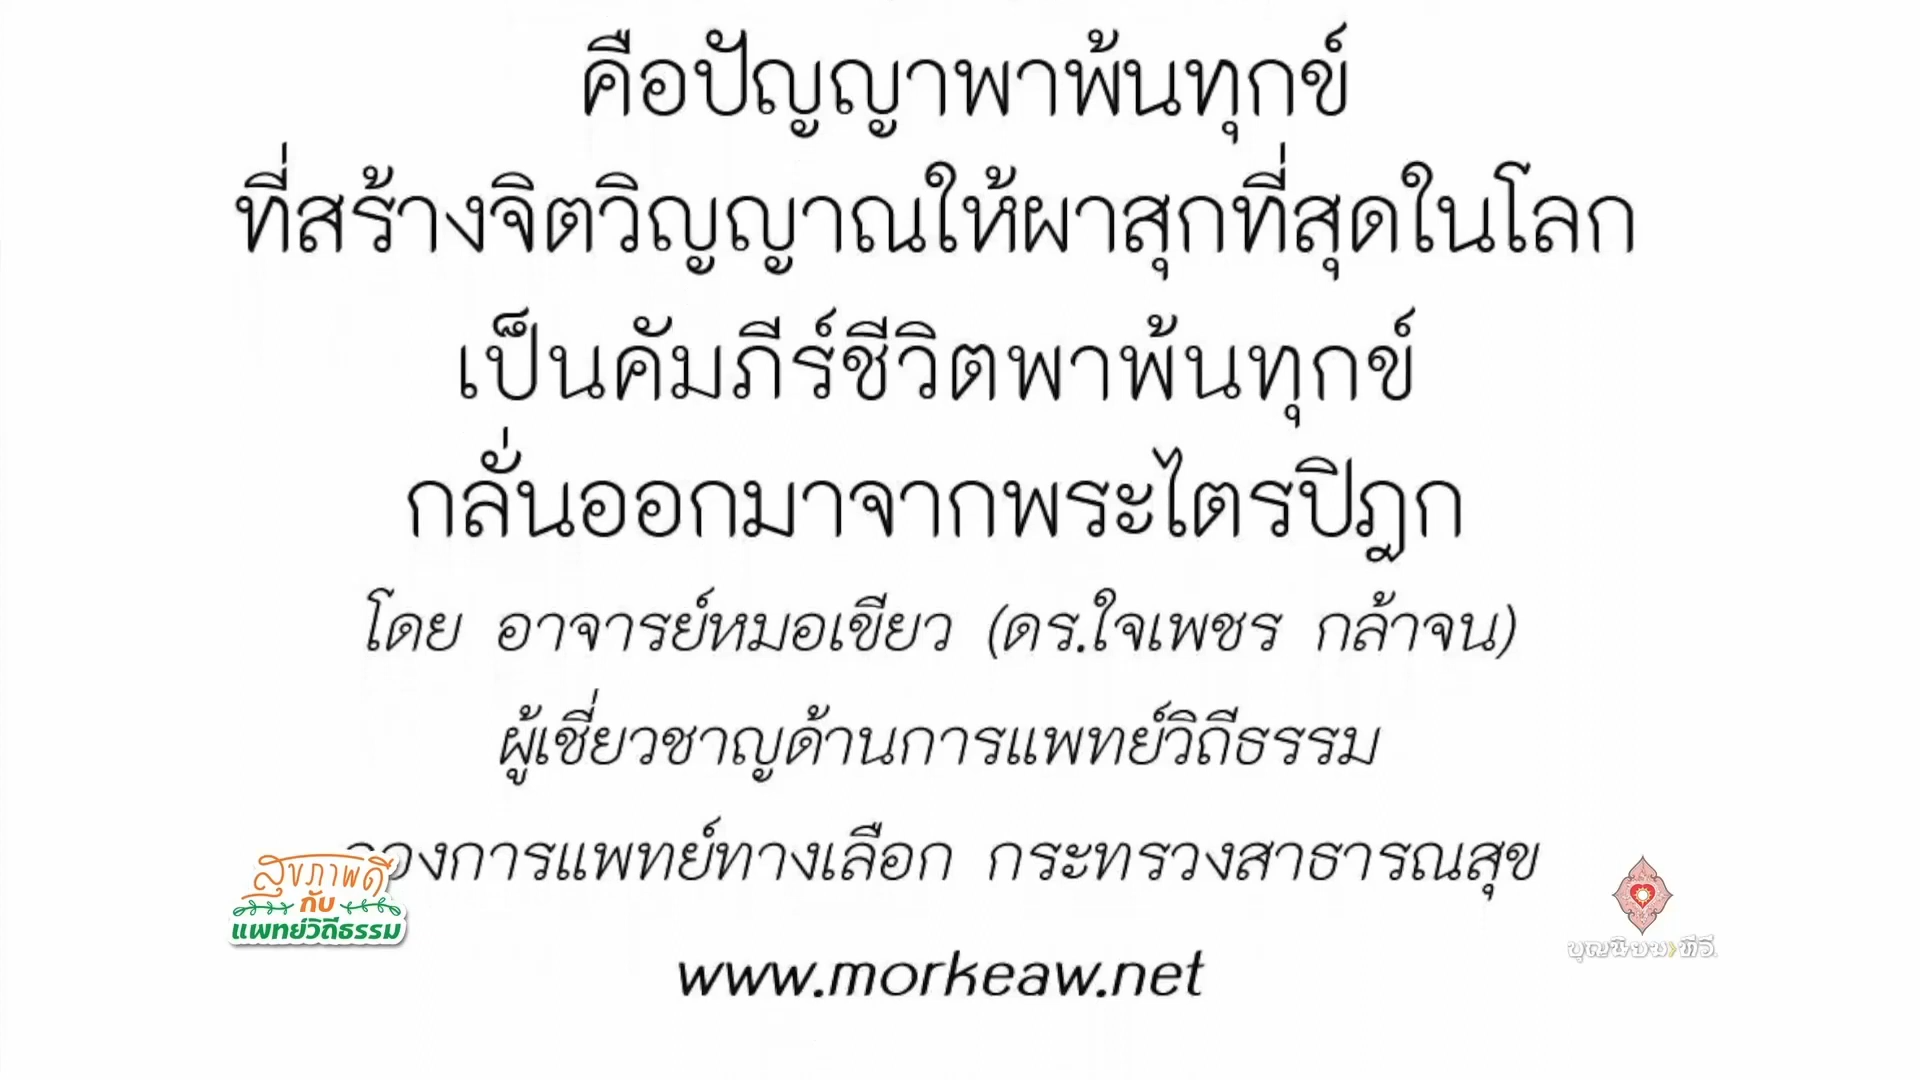 คือปัญญาพาพ้นทุกข์
ที่สร้างจิตวิญญาณให้ผาสุกที่สุดในโลก
เป็นคัมภีร์ชีวิตพาพ้นทุกข์
กลั่นออกมาจากพระไตรปิฎก
โดย อาจารย์หมอเขียว (ดร.ใจเพชร กล้าจน)
ผู้เชี่ยวชาญด้านการแพทย์วิถีธรรม
กองการแพทย์ทางเลือก กระทรวงสาธารณสุข
สุขภาพดี
กับ
แพทย์วิถีธรรม
บุญนิยม ทีวี
www.morkeaw.net